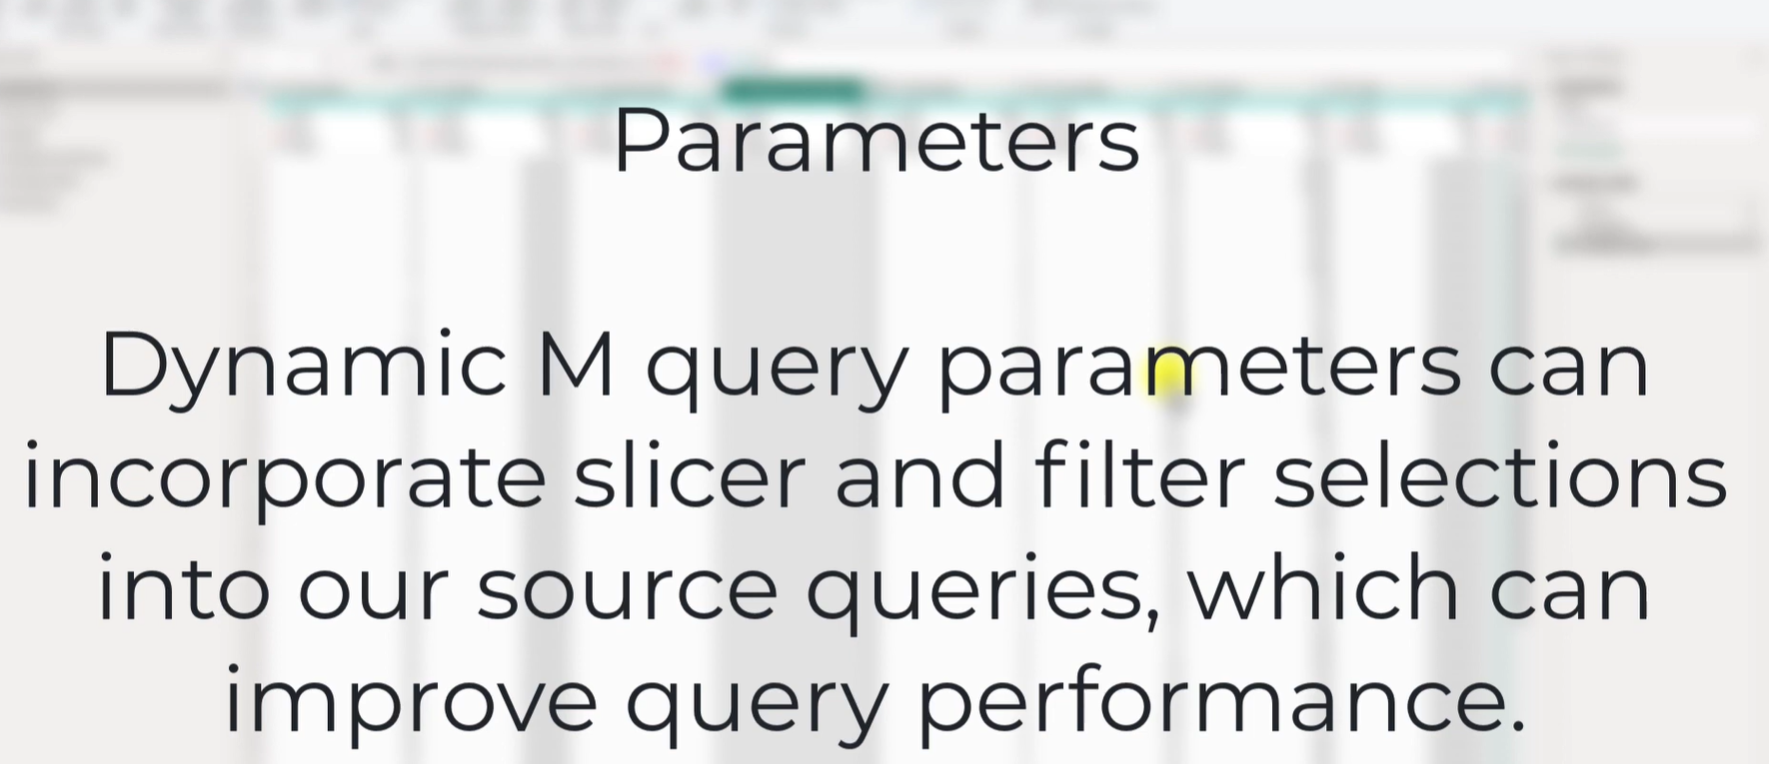 Parameters
Dynamic M query parameters can
incorporate slicer and filter selections
into our source queries, which can
improve query performance.